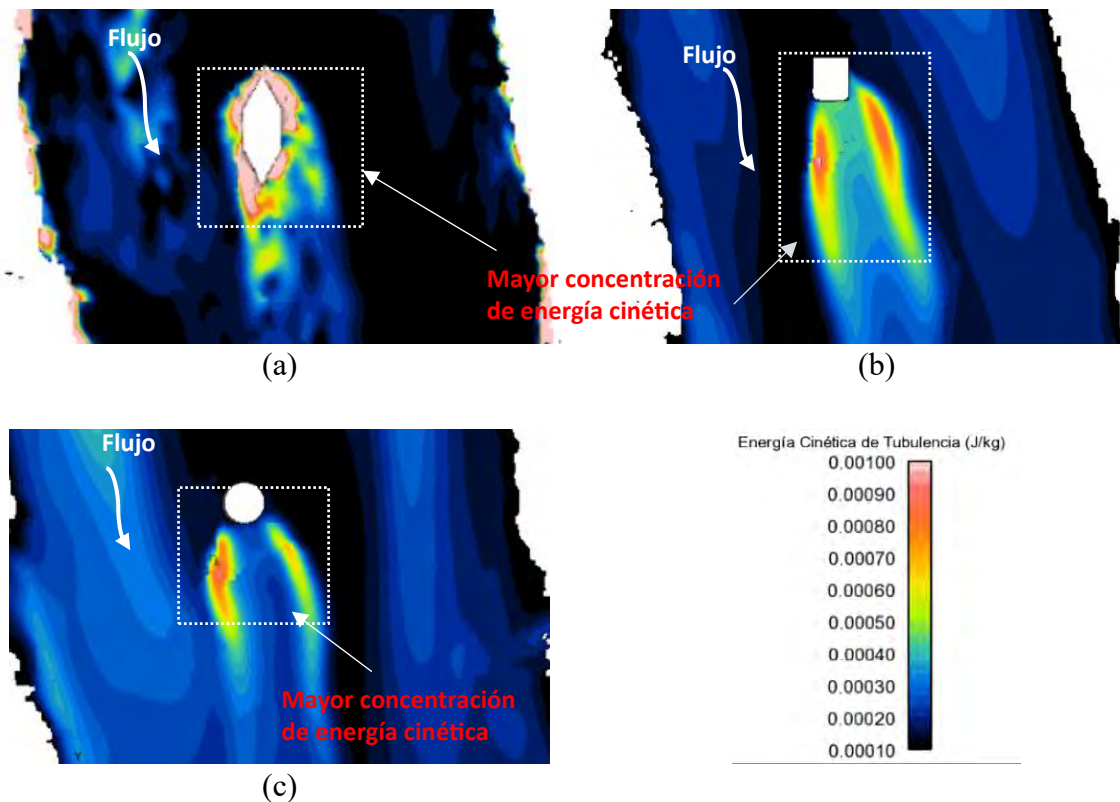 Flujo
Flujo
Mayor concentración
de energía cinética
(a)
(b)
Flujo
Mayor concentración
de energía cinética
(c)
Energía Cinética de Tubulencia (J/kg)
0.00100
0.00090
0.00080
0.00070
0.00060
0.00050
0.00040
0.00030
0.00020
0.00010
Y